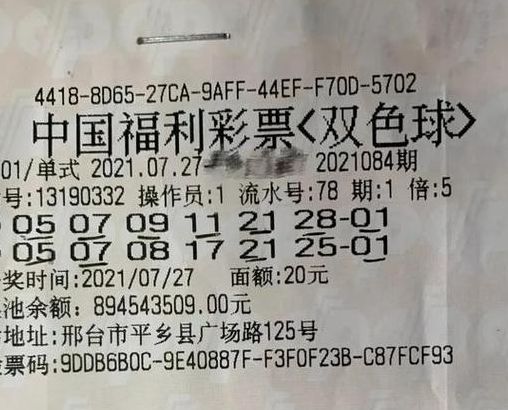 4418-8D65-27CA-9AFF-44EF-F70D-5702
中国福利彩票<双色球>
01/单式 2021.07.27 2021084期
号:13190332 操作员:1 流水号:78 期:1 倍:5
05 07 09 11 21 28-01
05 07 08 17 21 25-01
奖时间:2021/07/27 面额:20元
池余额: 894543509.00元
地址:邢台市平乡县广场路125号
票码:9DDB6B0C-9E40887F-F3F0F23B-C87FCF93